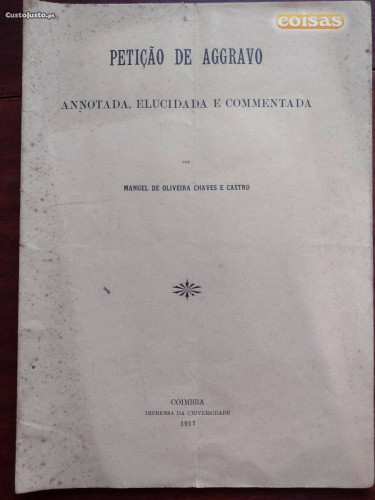 CustoJusto.pt
coisas
PETIÇÃO DE AGGRAVO
ANNOTADA, ELUCIDADA E COMMENTADA
POR
MANUEL DE OLIVEIRA CHAVES E CASTRO
COIMBRA
IMPRENSA DA UNIVERSIDADE
1917